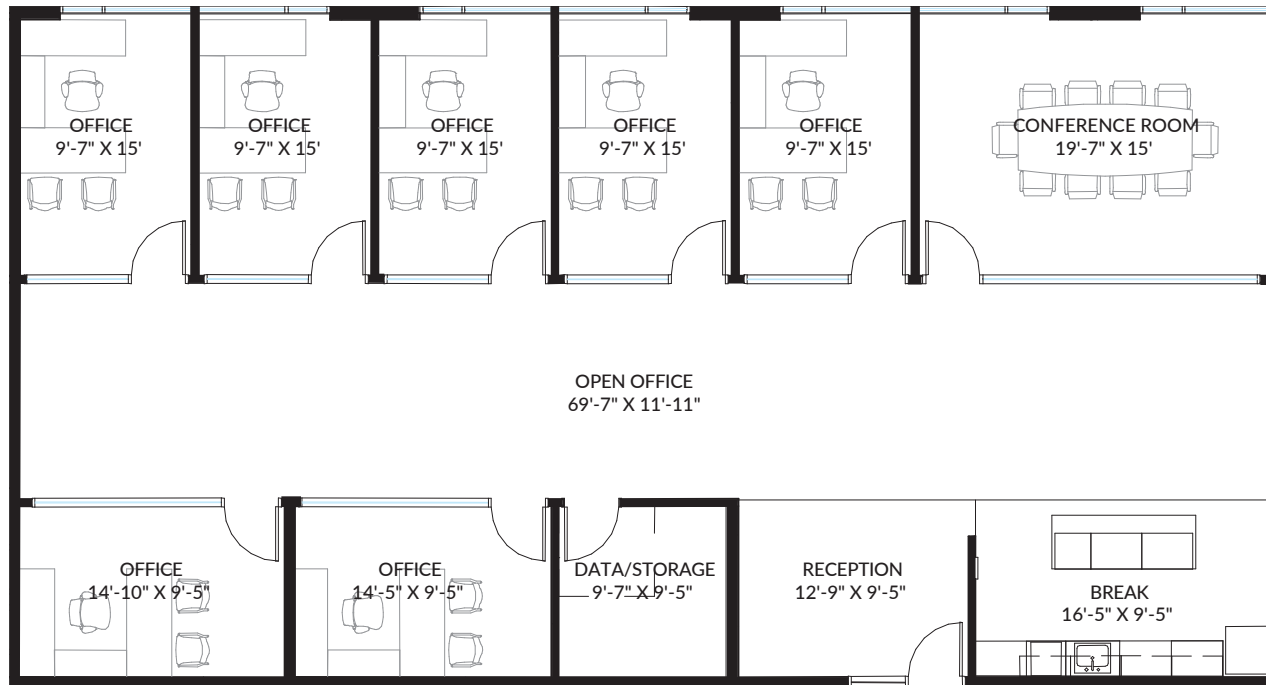 OFFICE
9'-7" X 15'
OFFICE
9'-7" X 15'
OFFICE
9'-7" X 15'
OFFICE
9'-7" X 15'
OFFICE
9'-7" X 15'
CONFERENCE ROOM
19'-7" X 15'
OPEN OFFICE
69'-7" X 11'-11"
OFFICE
14'-10" X 9'-5"
OFFICE
14'-5" X 9'-5"
DATA/STORAGE
9'-7" X 9'-5"
RECEPTION
12'-9" X 9'-5"
BREAK
16'-5" X 9'-5"